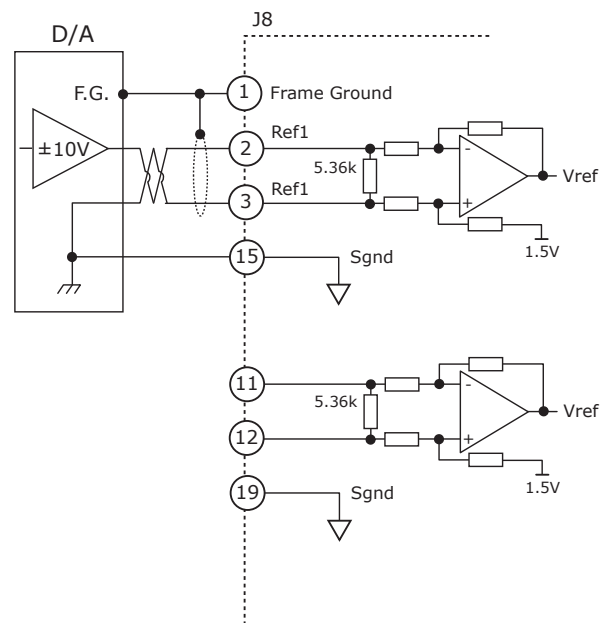 J8
D/A
F.G.
1
Frame Ground
±10V
2
Ref1
5.36k
-
Vref
3
Ref1
+
1.5V
15
Sgnd
11
5.36k
-
Vref
12
+
1.5V
19
Sgnd